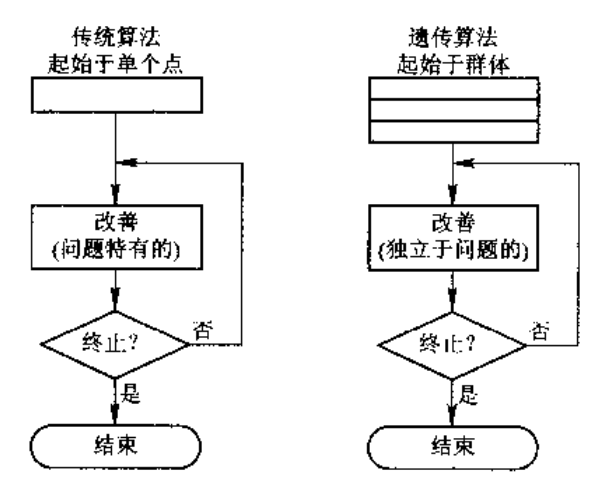 传统算法
起始于单个点
改善
(问题特有的)
终止?
否
是
结束
遗传算法
起始于群体
改善
(独立于问题的)
终止?
否
是
结束